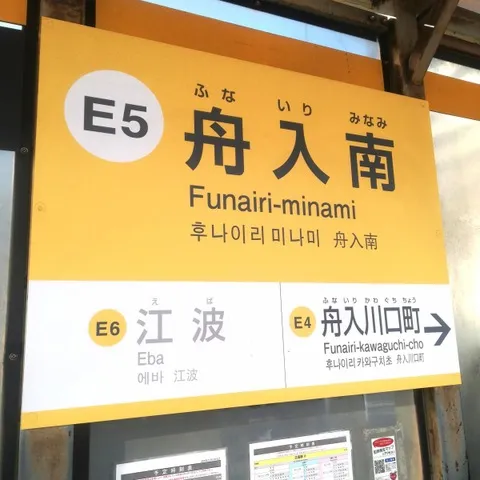 E5
ふな いり みなみ
舟入南
Funairi-minami
후나이리미나미 舟入南
E6
え ば
江波
Eba
에바 江波
E4
ふな いり かわ ぐち ちょう
舟入川口町
Funairi-kawaguchi-cho
후나이리카와구치초 舟入川口町